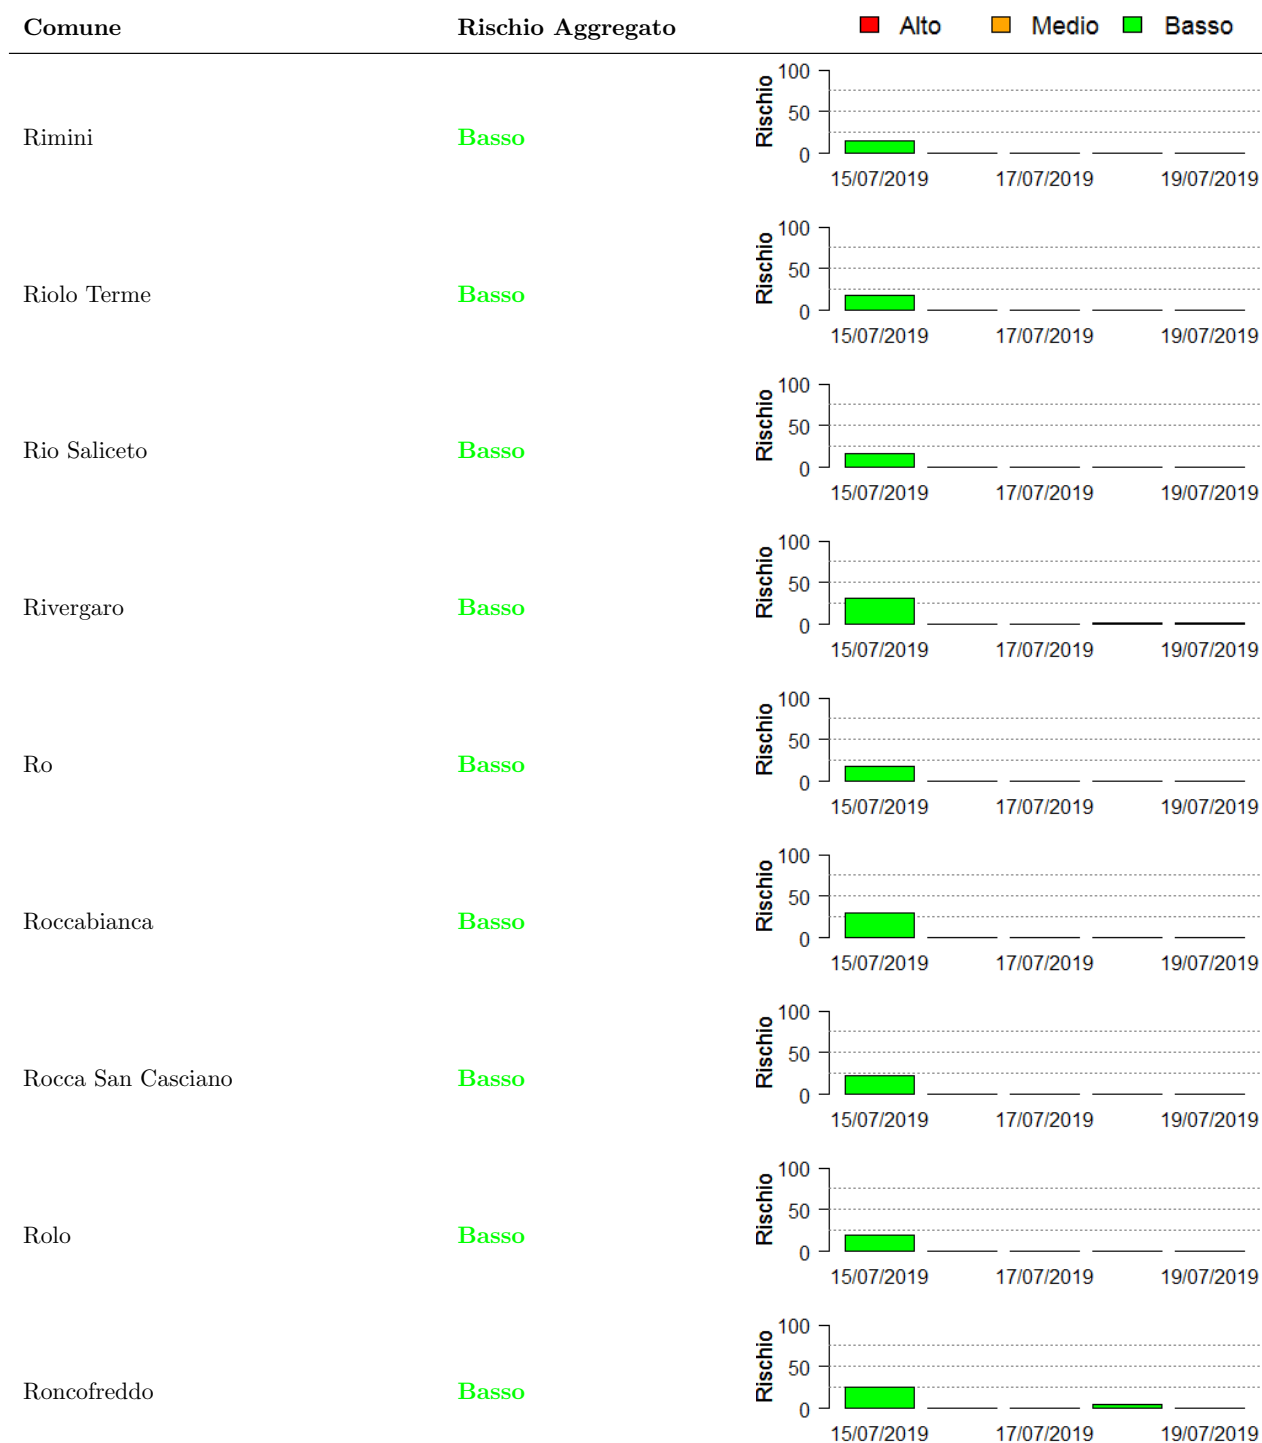 Comune Rischio Aggregato Alto Medio Basso
Rimini Basso Rischio 100 50 0
15/07/2019 17/07/2019 19/07/2019
Riolo Terme Basso Rischio 100 50 0
15/07/2019 17/07/2019 19/07/2019
Rio Saliceto Basso Rischio 100 50 0
15/07/2019 17/07/2019 19/07/2019
Rivergaro Basso Rischio 100 50 0
15/07/2019 17/07/2019 19/07/2019
Ro Basso Rischio 100 50 0
15/07/2019 17/07/2019 19/07/2019
Roccabianca Basso Rischio 100 50 0
15/07/2019 17/07/2019 19/07/2019
Rocca San Casciano Basso Rischio 100 50 0
15/07/2019 17/07/2019 19/07/2019
Rolo Basso Rischio 100 50 0
15/07/2019 17/07/2019 19/07/2019
Roncofreddo Basso Rischio 100 50 0
15/07/2019 17/07/2019 19/07/2019